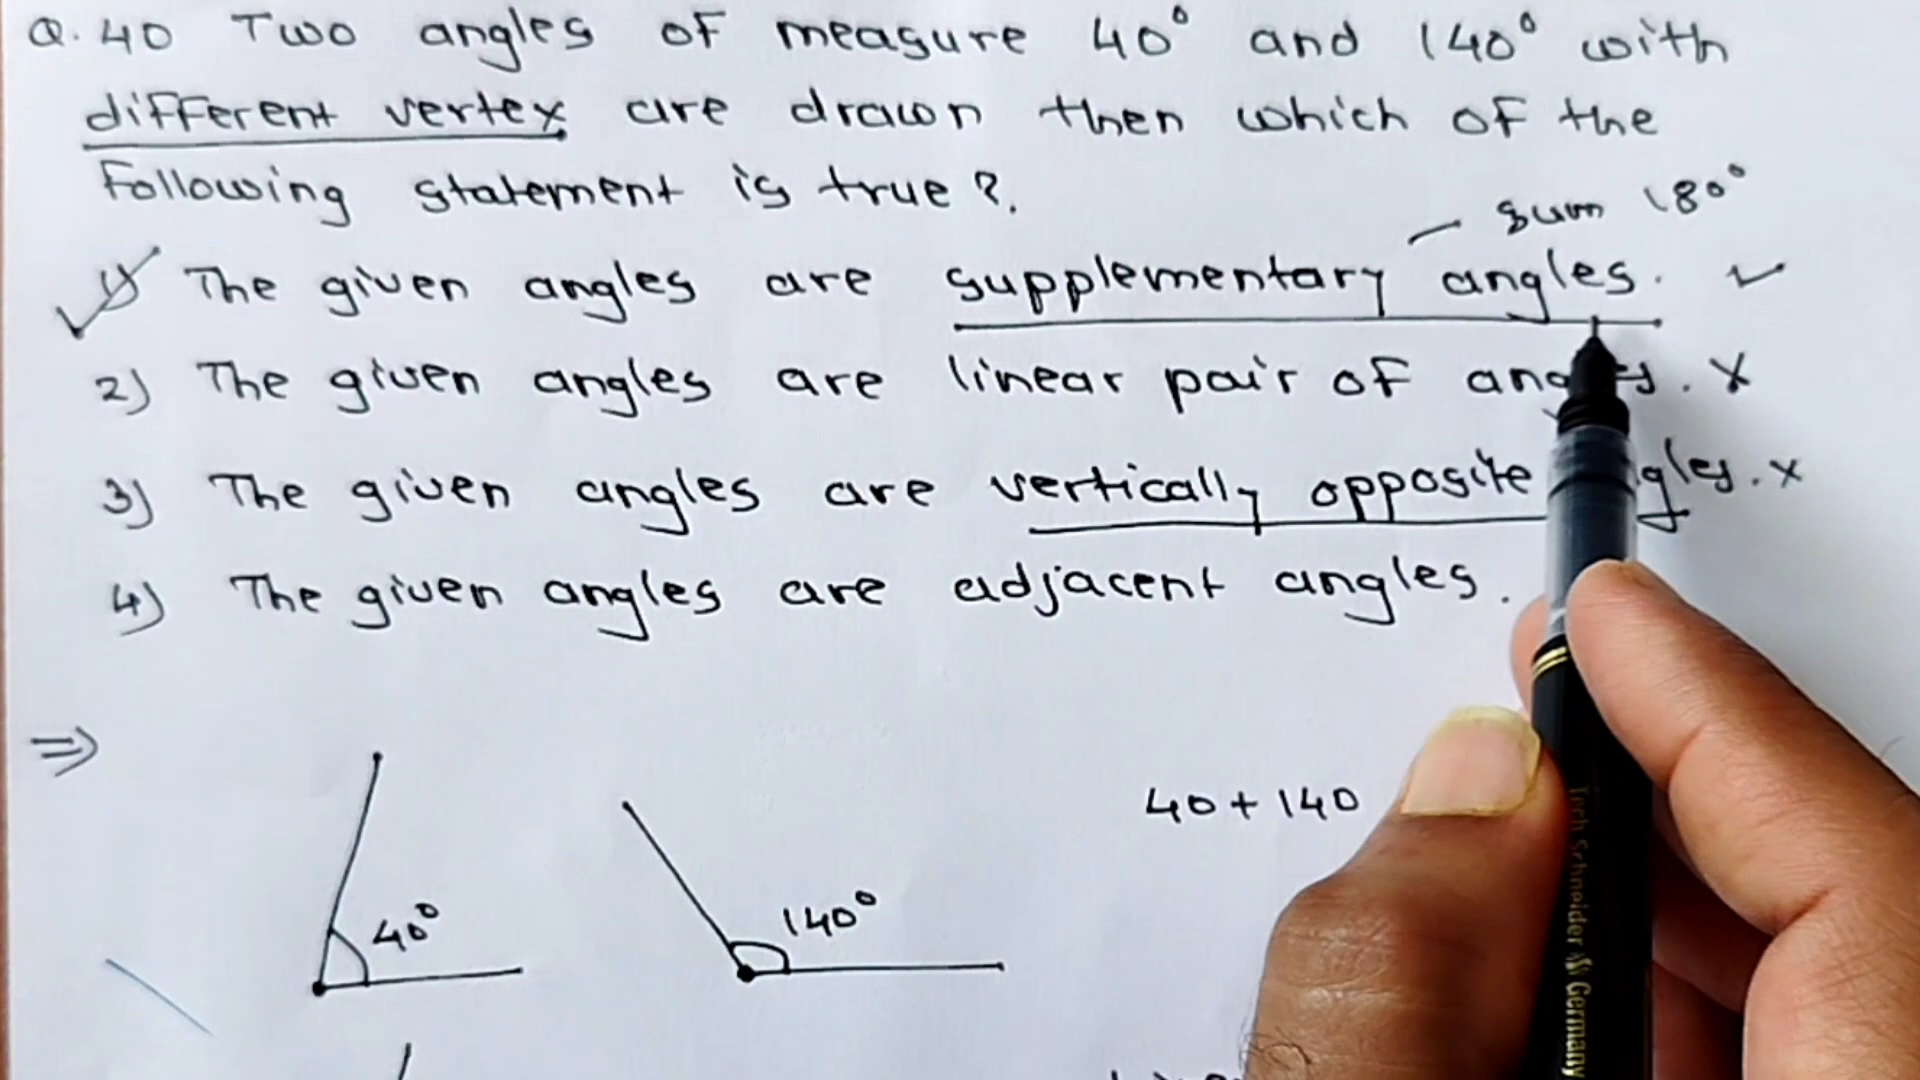 Q. 40 Two angles of measure 40° and 140° with
different vertex are drawn then which of the
following statement is true?.
— sum 180°
1) The given angles are supplementary angles. ✓
2) The given angles are linear pair of x
3) The given angles are vertically opposite x
4) The given angles are adjacent angles.
⇒
40 + 140
40°
140°
Tech Schneider Germany